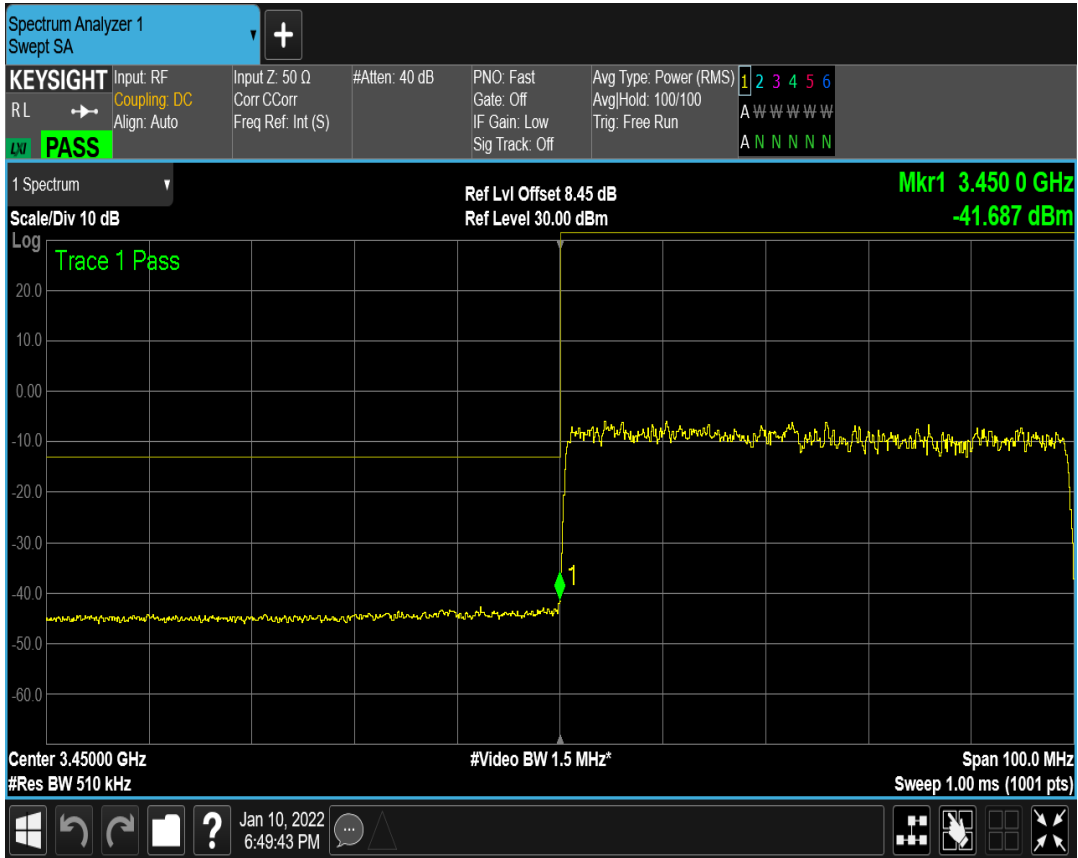 Spectrum Analyzer 1
Swept SA
+
KEYSIGHT
RL
LXI
PASS
Input: RF
Coupling: DC
Align: Auto
Input Z: 50 Ω
Corr CCorr
Freq Ref: Int (S)
#Atten: 40 dB
PNO: Fast
Gate: Off
IF Gain: Low
Sig Track: Off
Avg Type: Power (RMS)
Avg|Hold: 100/100
Trig: Free Run
1 2 3 4 5 6
A W W W W W
A N N N N N
1 Spectrum
Scale/Div 10 dB
Ref Lvl Offset 8.45 dB
Ref Level 30.00 dBm
Mkr1 3.450 0 GHz
-41.687 dBm
Log
Trace 1 Pass
20.0
10.0
0.00
-10.0
-20.0
-30.0
1
-40.0
-50.0
-60.0
Center 3.45000 GHz
#Res BW 510 kHz
#Video BW 1.5 MHz*
Span 100.0 MHz
Sweep 1.00 ms (1001 pts)
?
Jan 10, 2022
6:49:43 PM